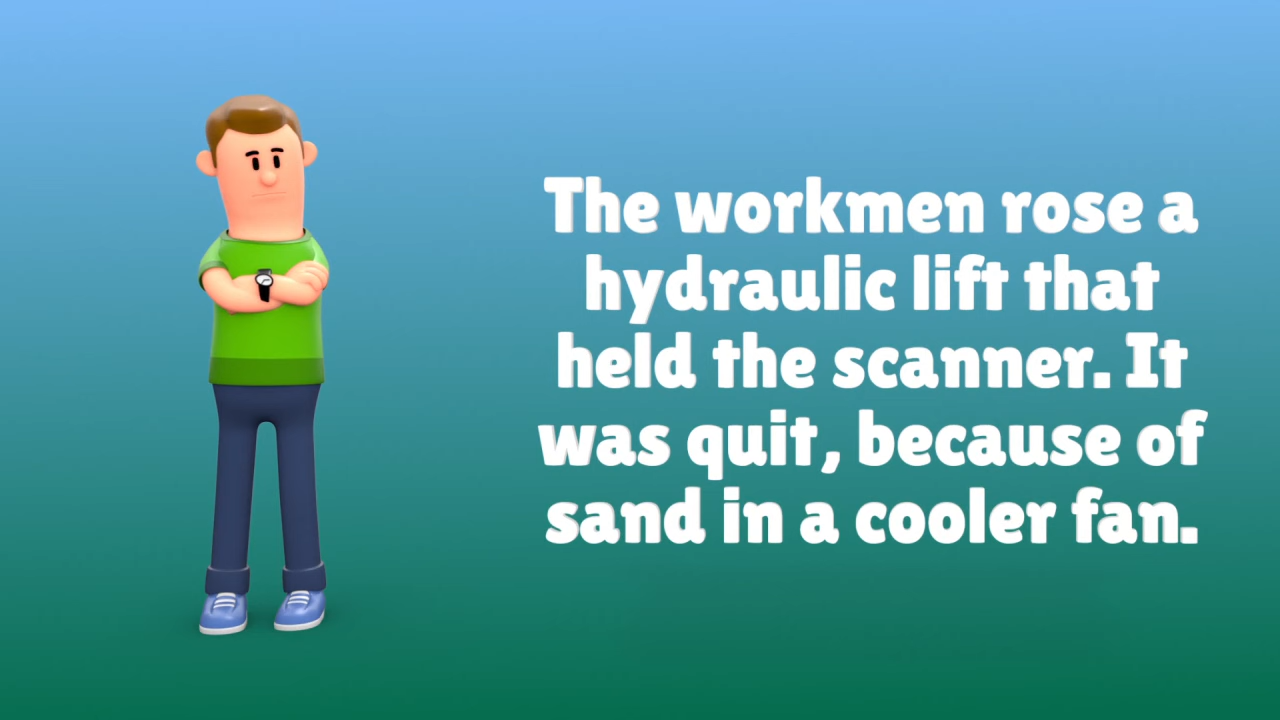 The workmen rose a
hydraulic lift that
held the scanner. It
was quit, because of
sand in a cooler fan.